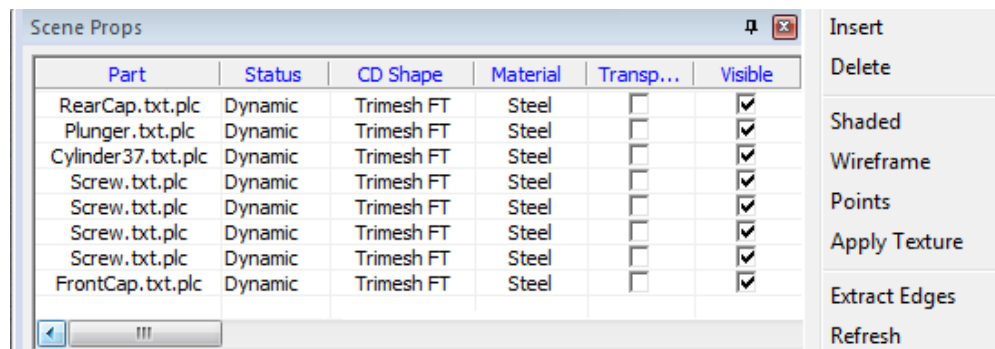 Scene Props
Part Status CD Shape Material Transp... Visible
RearCap.txt.plc Dynamic Trimesh FT Steel
Plunger.txt.plc Dynamic Trimesh FT Steel
Cylinder37.txt.plc Dynamic Trimesh FT Steel
Screw.txt.plc Dynamic Trimesh FT Steel
Screw.txt.plc Dynamic Trimesh FT Steel
Screw.txt.plc Dynamic Trimesh FT Steel
Screw.txt.plc Dynamic Trimesh FT Steel
FrontCap.txt.plc Dynamic Trimesh FT Steel
Insert
Delete
Shaded
Wireframe
Points
Apply Texture
Extract Edges
Refresh